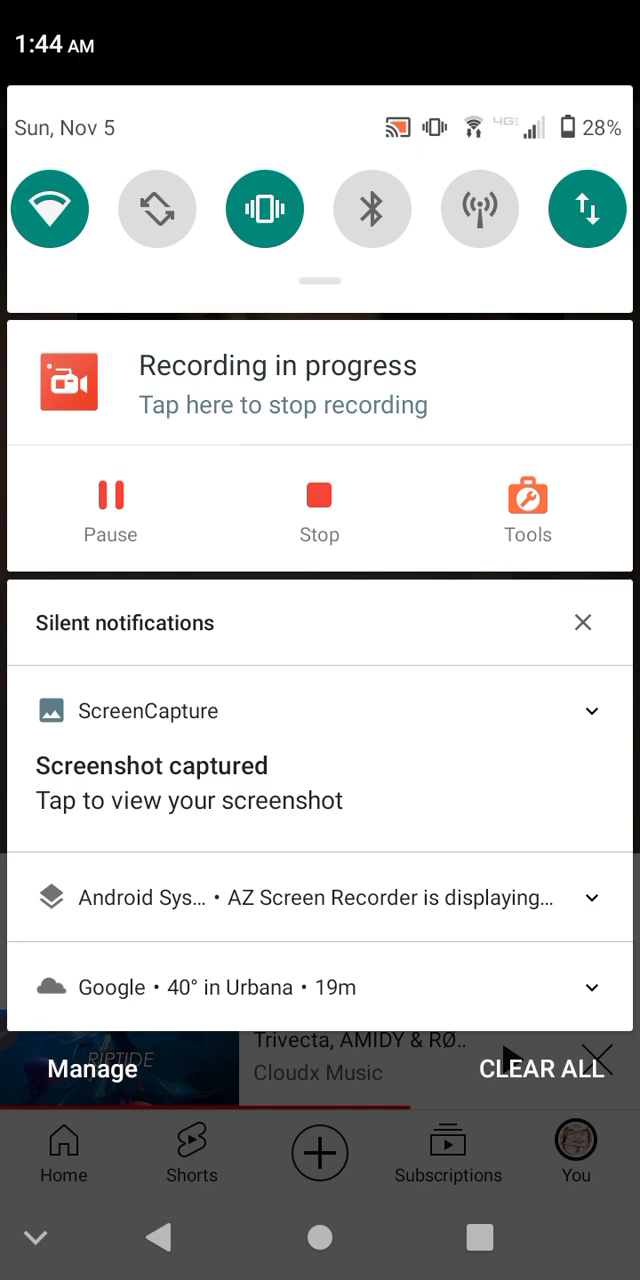 1:44 AM
Sun, Nov 5
4G
28%
Recording in progress
Tap here to stop recording
Pause
Stop
Tools
Silent notifications
ScreenCapture
Screenshot captured
Tap to view your screenshot
Android Sys... • AZ Screen Recorder is displaying...
Google • 40° in Urbana • 19m
RIPTIDE
Trivecta, AMIDY & RØ..
Cloudx Music
Manage
CLEAR ALL
Home
Shorts
Subscriptions
You